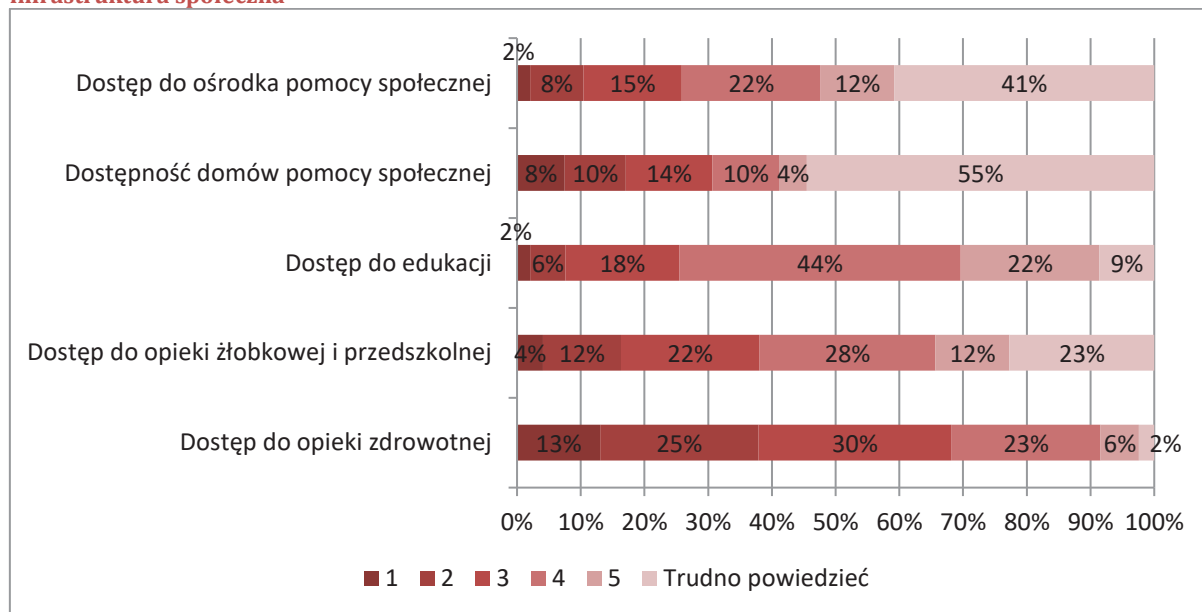 infrastruktura społeczna
2%
Dostęp do ośrodka pomocy społecznej 8% 15% 22% 12% 41%
Dostępność domów pomocy społecznej 8% 10% 14% 10% 4% 55%
2%
Dostęp do edukacji 6% 18% 44% 22% 9%
Dostęp do opieki żłobkowej i przedszkolnej 4% 12% 22% 28% 12% 23%
Dostęp do opieki zdrowotnej 13% 25% 30% 23% 6% 2%
0% 10% 20% 30% 40% 50% 60% 70% 80% 90% 100%
1 2 3 4 5 Trudno powiedzieć